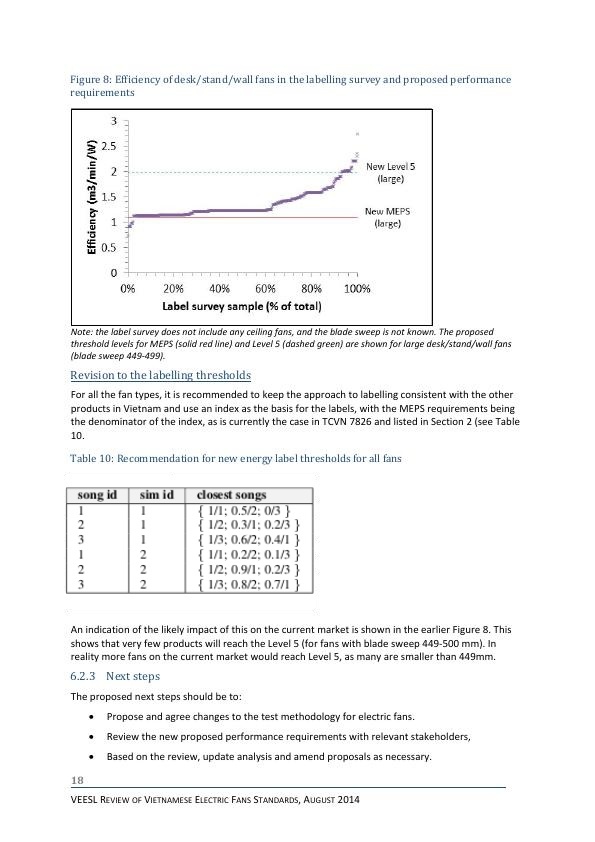 Figure 8: Efficiency of desk/stand/wall fans in the labelling survey and proposed performance
requirements
3
2.5
2
1.5
1
0.5
0
Efficiency (m3/min/W)
New Level 5
(large)
New MEPS
(large)
0% 20% 40% 60% 80% 100%
Label survey sample (% of total)
Note: the label survey does not include any ceiling fans, and the blade sweep is not known. The proposed
threshold levels for MEPS (solid red line) and Level 5 (dashed green) are shown for large desk/stand/wall fans
(blade sweep 449-499).
Revision to the labelling thresholds
For all the fan types, it is recommended to keep the approach to labelling consistent with the other
products in Vietnam and use an index as the basis for the labels, with the MEPS requirements being
the denominator of the index, as is currently the case in TCVN 7826 and listed in Section 2 (see Table
10.
Table 10: Recommendation for new energy label thresholds for all fans
song id sim id closest songs
1 1 { 1/1; 0.5/2; 0/3 }
2 1 { 1/2; 0.3/1; 0.2/3 }
3 1 { 1/3; 0.6/2; 0.4/1 }
1 2 { 1/1; 0.2/2; 0.1/3 }
2 2 { 1/2; 0.9/1; 0.2/3 }
3 2 { 1/3; 0.8/2; 0.7/1 }
An indication of the likely impact of this on the current market is shown in the earlier Figure 8. This
shows that very few products will reach the Level 5 (for fans with blade sweep 449-500 mm). In
reality more fans on the current market would reach Level 5, as many are smaller than 449mm.
6.2.3 Next steps
The proposed next steps should be to:
• Propose and agree changes to the test methodology for electric fans.
• Review the new proposed performance requirements with relevant stakeholders,
• Based on the review, update analysis and amend proposals as necessary.
18
VEESL REVIEW OF VIETNAMESE ELECTRIC FANS STANDARDS, AUGUST 2014